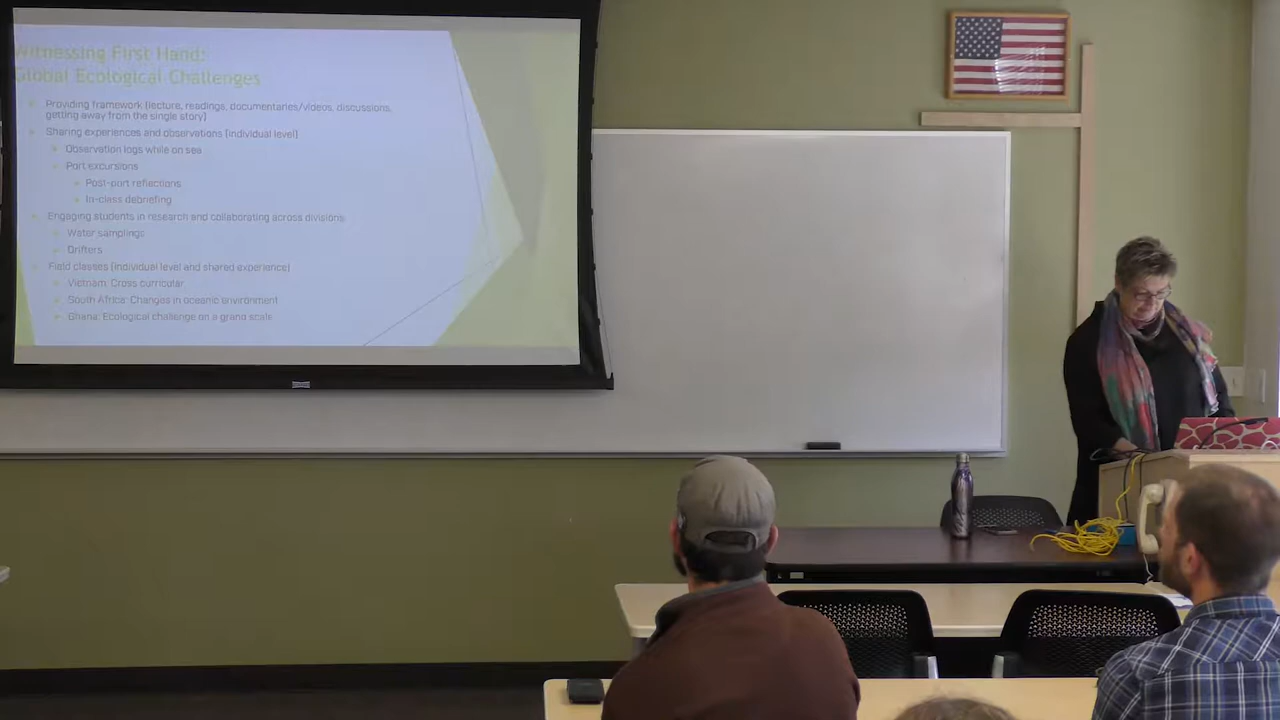 Witnessing First Hand:
Global Ecological Challenges
Providing framework (lecture, readings, documentaries/videos, discussions,
getting away from the single story)
Sharing experiences and observations (individual level)
Observation logs while on sea
Port excursions
Post-port reflections
In-class debriefing
Engaging students in research and collaborating across divisions
Water samplings
Drifters
Field classes (individual level and shared experience)
Vietnam: Cross curricular
South Africa: Changes in oceanic environment
Ghana: Ecological challenge on a grand scale